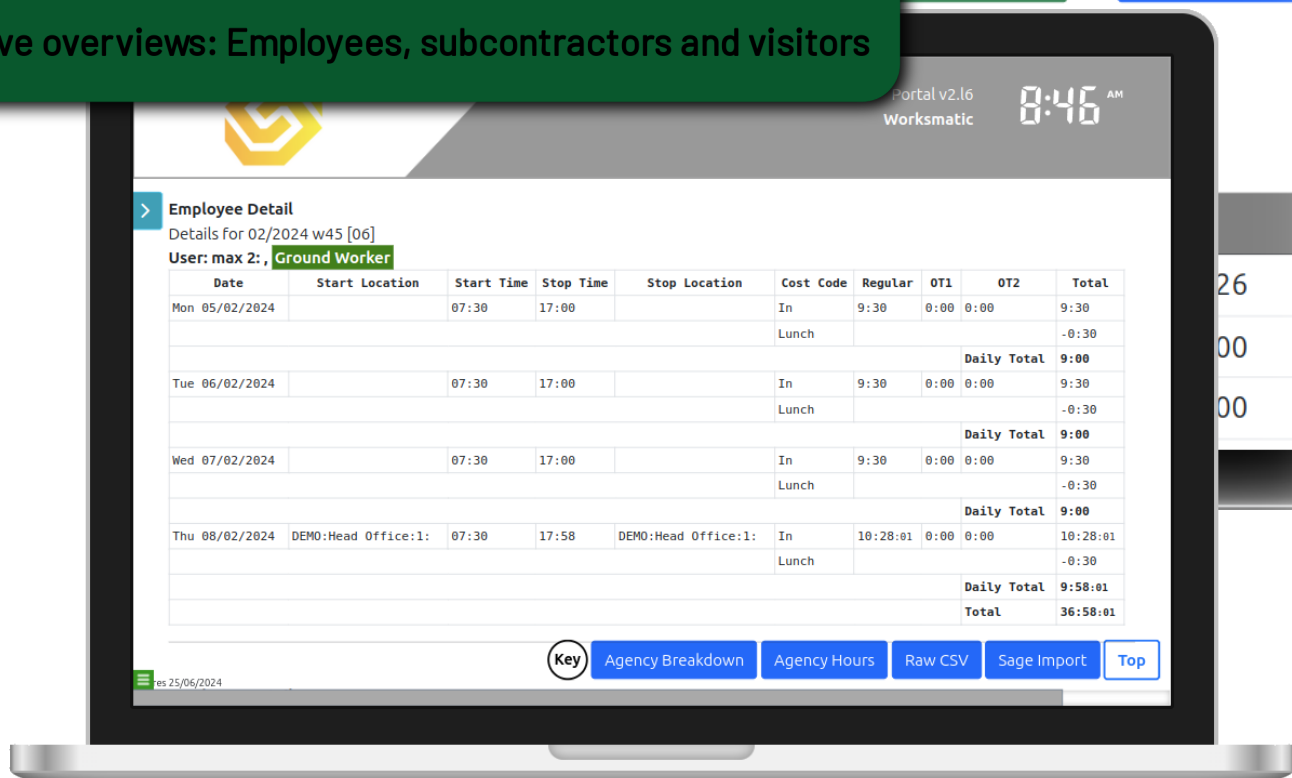 ve overviews: Employees, subcontractors and visitors
Portal v2.l6
Worksmatic
8:46 AM
Employee Detail
Details for 02/2024 w45 [06]
User: max 2: , Ground Worker
Date Start Location Start Time Stop Time Stop Location Cost Code Regular OT1 OT2 Total
Mon 05/02/2024 07:30 17:00 In 9:30 0:00 0:00 9:30
Lunch -0:30
Daily Total 9:00
Tue 06/02/2024 07:30 17:00 In 9:30 0:00 0:00 9:30
Lunch -0:30
Daily Total 9:00
Wed 07/02/2024 07:30 17:00 In 9:30 0:00 0:00 9:30
Lunch -0:30
Daily Total 9:00
Thu 08/02/2024 DEMO:Head Office:1: 07:30 17:58 DEMO:Head Office:1: In 10:28:01 0:00 0:00 10:28:01
Lunch -0:30
Daily Total 9:58:01
Total 36:58:01
Key Agency Breakdown Agency Hours Raw CSV Sage Import Top
res 25/06/2024
26
00
00